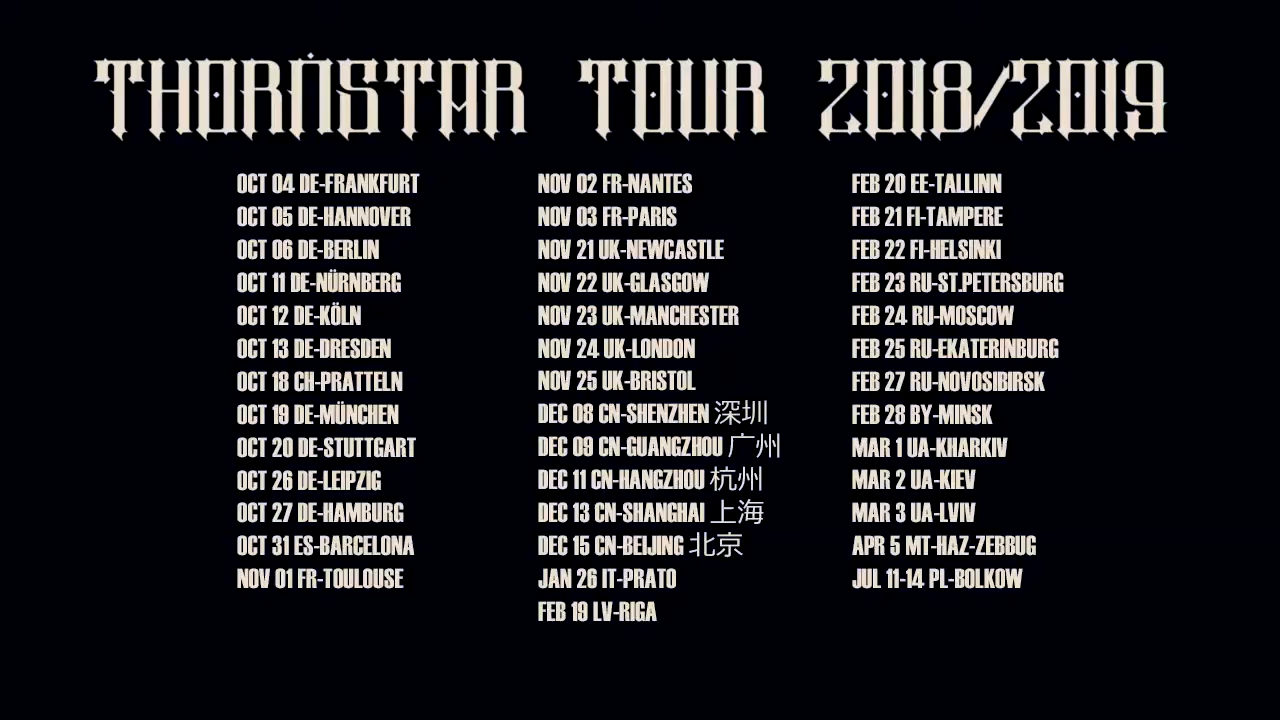 THORNSTAR TOUR 2018/2019
OCT 04 DE-FRANKFURT
OCT 05 DE-HANNOVER
OCT 06 DE-BERLIN
OCT 11 DE-NÜRNBERG
OCT 12 DE-KÖLN
OCT 13 DE-DRESDEN
OCT 18 CH-PRATTELN
OCT 19 DE-MÜNCHEN
OCT 20 DE-STUTTGART
OCT 26 DE-LEIPZIG
OCT 27 DE-HAMBURG
OCT 31 ES-BARCELONA
NOV 01 FR-TOULOUSE
NOV 02 FR-NANTES
NOV 03 FR-PARIS
NOV 21 UK-NEWCASTLE
NOV 22 UK-GLASGOW
NOV 23 UK-MANCHESTER
NOV 24 UK-LONDON
NOV 25 UK-BRISTOL
DEC 08 CN-SHENZHEN 深圳
DEC 09 CN-GUANGZHOU 广州
DEC 11 CN-HANGZHOU 杭州
DEC 13 CN-SHANGHAI 上海
DEC 15 CN-BEIJING 北京
JAN 26 IT-PRATO
FEB 19 LV-RIGA
FEB 20 EE-TALLINN
FEB 21 FI-TAMPERE
FEB 22 FI-HELSINKI
FEB 23 RU-ST.PETERSBURG
FEB 24 RU-MOSCOW
FEB 25 RU-EKATERINBURG
FEB 27 RU-NOVOSIBIRSK
FEB 28 BY-MINSK
MAR 1 UA-KHARKIV
MAR 2 UA-KIEV
MAR 3 UA-LVIV
APR 5 MT-HAZ-ZEBBUG
JUL 11-14 PL-BOLKOW